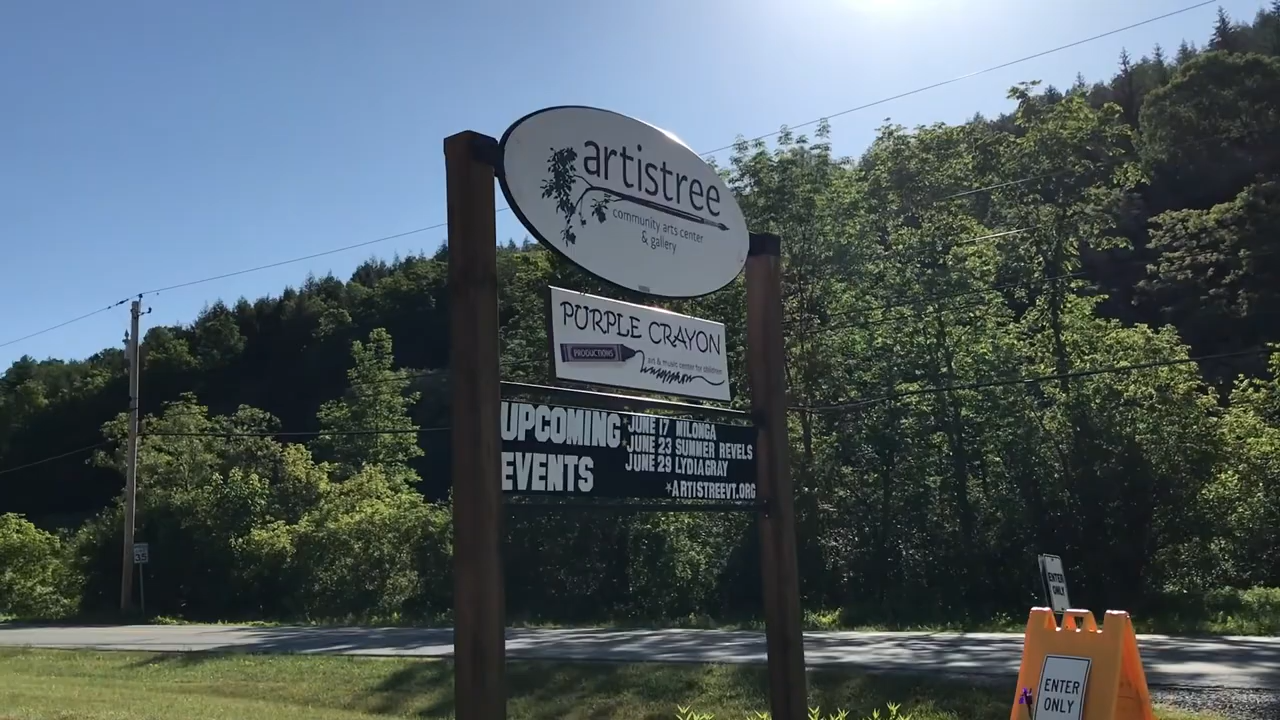 artistree
community arts center
& gallery
PURPLE CRAYON
PRODUCTIONS
art & music center for children
UPCOMING
EVENTS
JUNE 17 MILONGA
JUNE 23 SUMMER REVELS
JUNE 29 LYDIA GRAY
*ARTISTREEVT.ORG
ENTER
ONLY
ENTER
ONLY